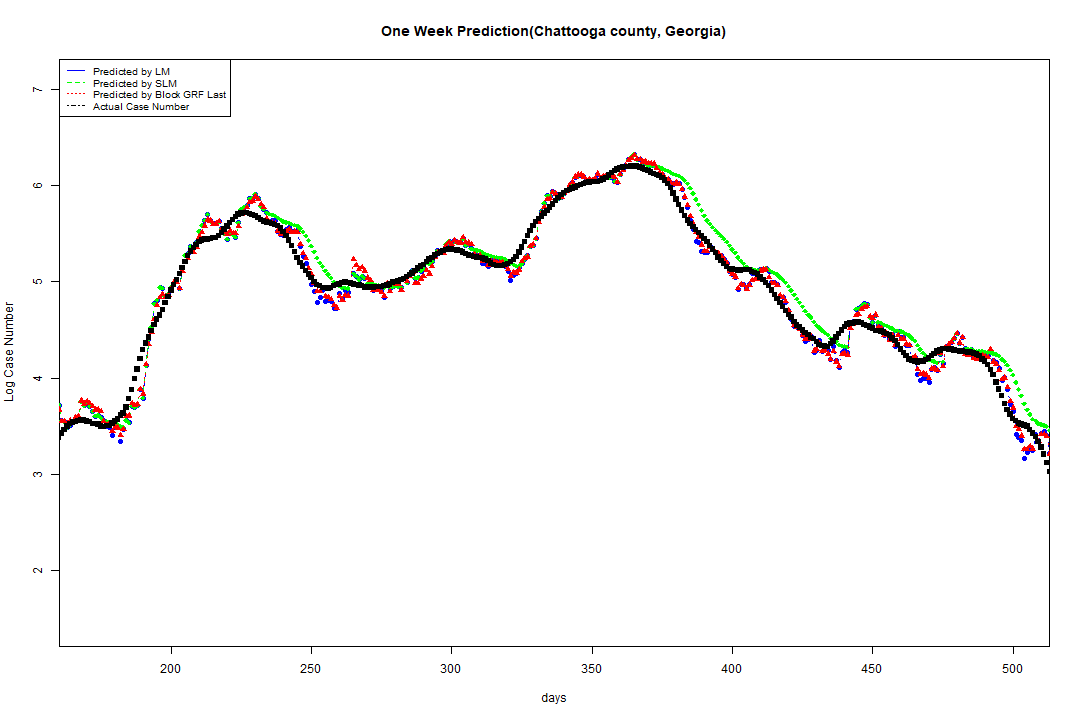 One Week Prediction(Chattooga county, Georgia)
Predicted by LM
Predicted by SLM
Predicted by Block GRF Last
Actual Case Number
7
6
5
4
3
2
Log Case Number
200 250 300 350 400 450 500
days